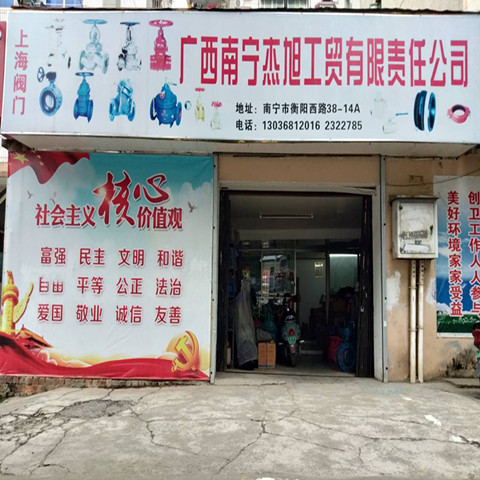 上海阀门
广西南宁杰旭工贸有限责任公司
地址：南宁市衡阳西路38-14A
电话：13036812016 2322785
社会主义核心价值观
富强 民主 文明 和谐
自由 平等 公正 法治
爱国 敬业 诚信 友善
创卫工作人人参与
美好环境家家受益